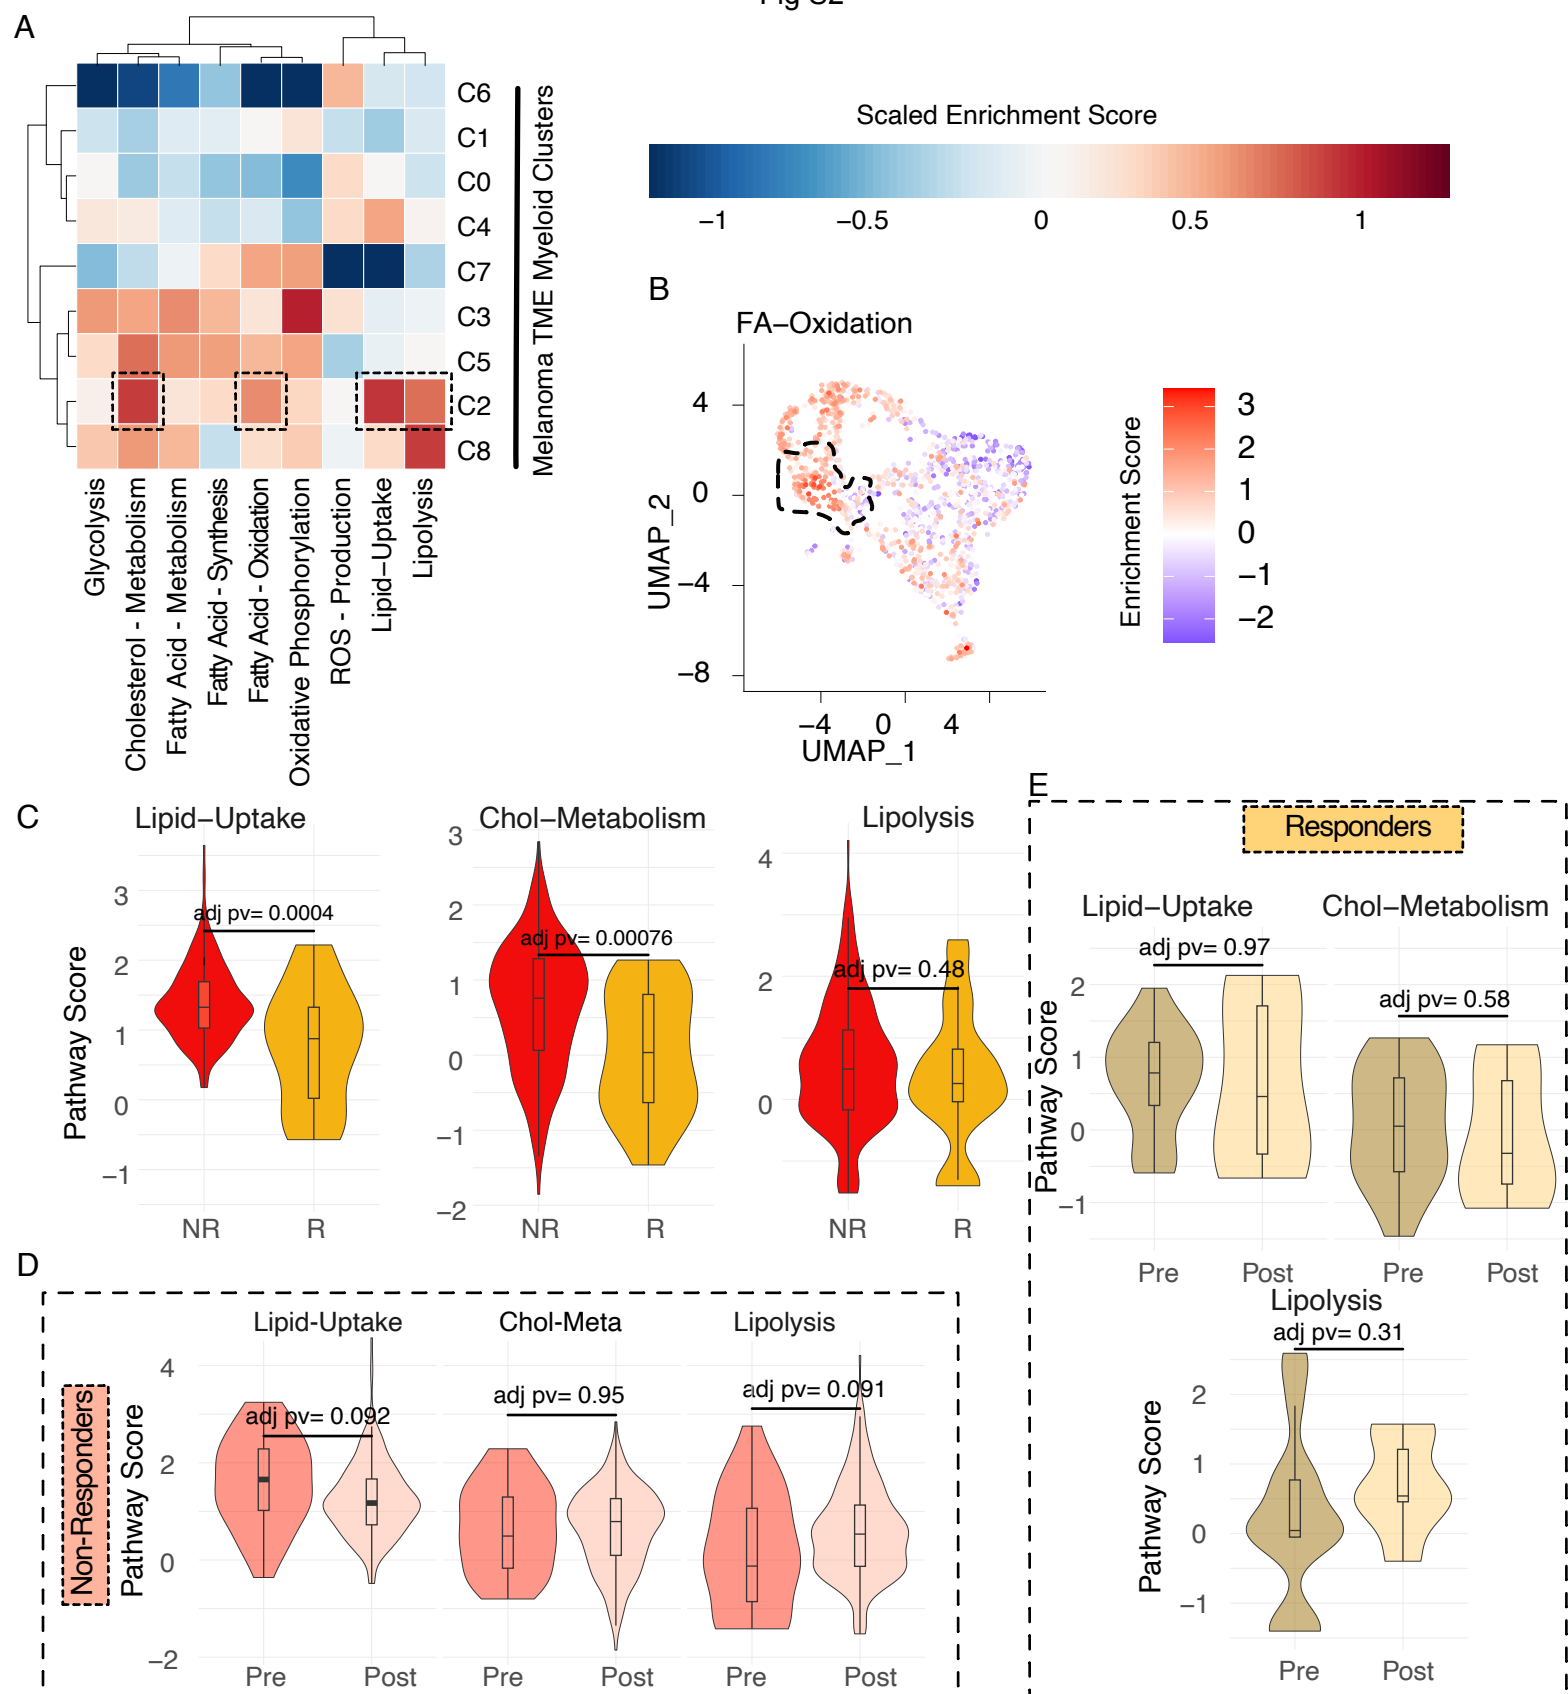 Fig S2
A
C6
C1
C0
C4
C7
C3
C5
C2
C8
Melanoma TME Myeloid Clusters
Glycolysis
Cholesterol - Metabolism
Fatty Acid - Metabolism
Fatty Acid - Synthesis
Fatty Acid - Oxidation
Oxidative Phosphorylation
ROS - Production
Lipid–Uptake
Lipolysis
Scaled Enrichment Score
−1 −0.5 0 0.5 1
B
FA−Oxidation
UMAP_2
4
0
−4
−8
−4 0 4
UMAP_1
Enrichment Score
3
2
1
0
−1
−2
C
Lipid−Uptake
Pathway Score
3
2
1
0
−1
adj pv= 0.0004
NR R
Chol−Metabolism
3
2
1
0
−1
−2
adj pv= 0.00076
NR R
Lipolysis
4
2
0
adj pv= 0.48
NR R
D
Non-Responders
Pathway Score
4
2
0
−2
Lipid-Uptake
adj pv= 0.092
Pre Post
Chol-Meta
adj pv= 0.95
Pre Post
Lipolysis
adj pv= 0.091
Pre Post
E
Responders
Lipid−Uptake
adj pv= 0.97
Pathway Score
2
1
0
−1
Pre Post
Chol−Metabolism
adj pv= 0.58
Pre Post
Lipolysis
adj pv= 0.31
Pathway Score
2
1
0
−1
Pre Post